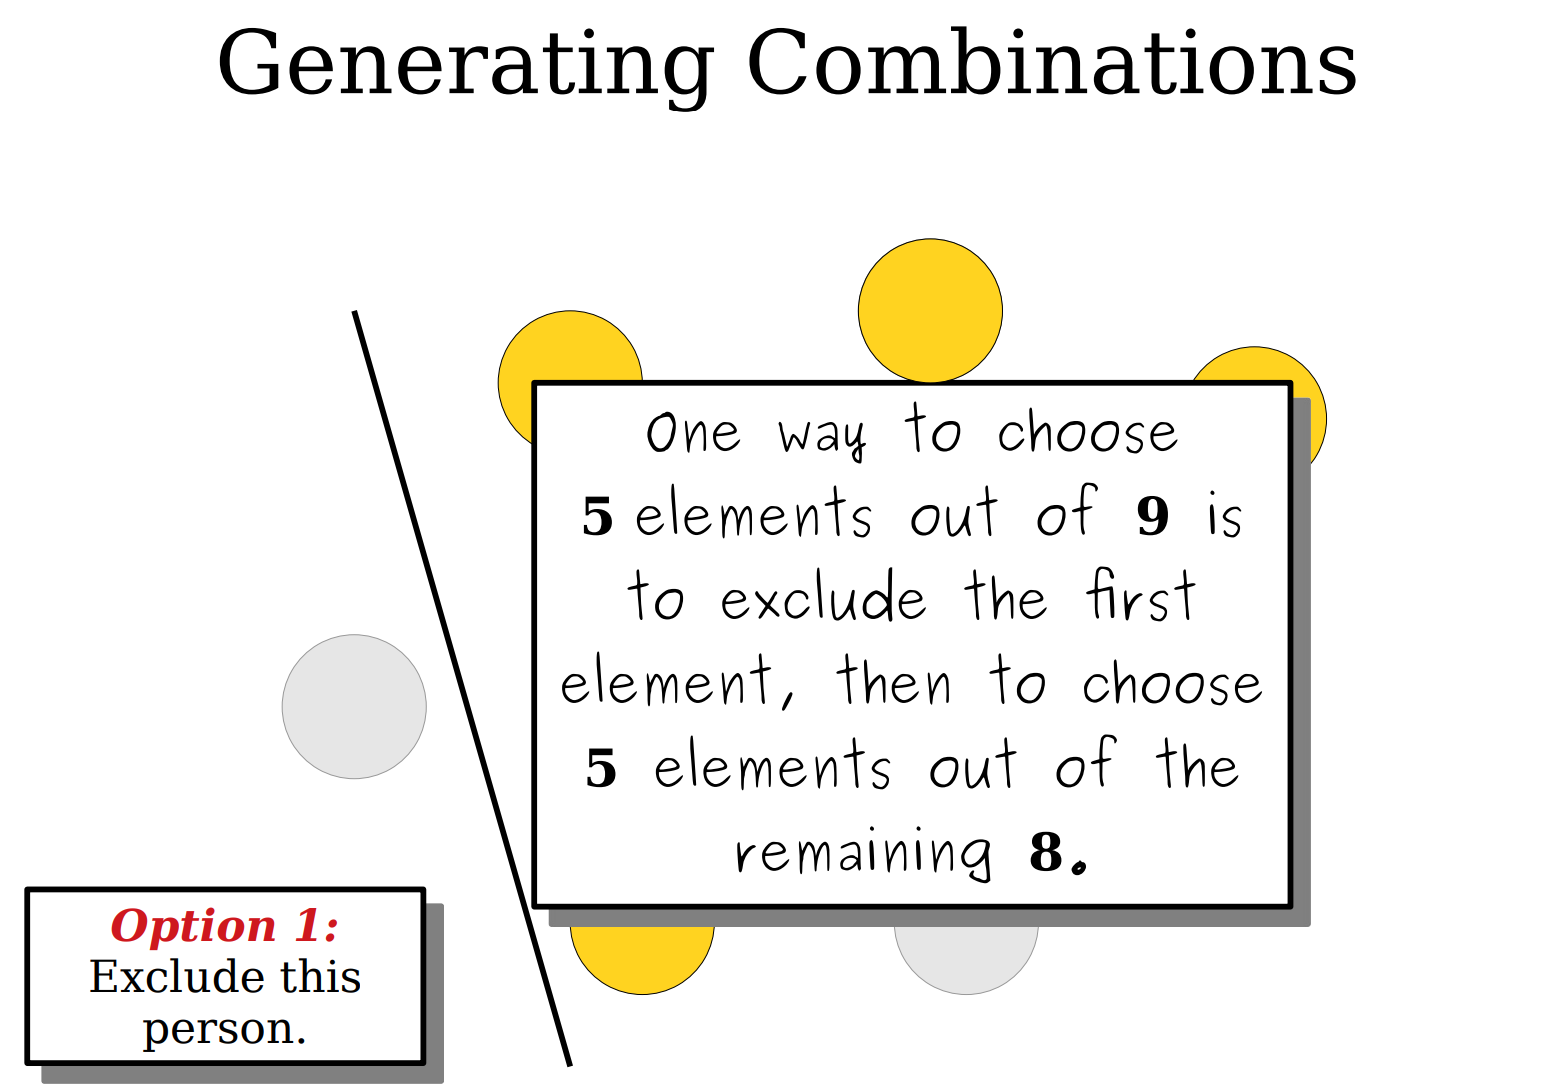 Generating Combinations
One way to choose
5 elements out of 9 is
to exclude the first
element, then to choose
5 elements out of the
remaining 8.
Option 1:
Exclude this
person.